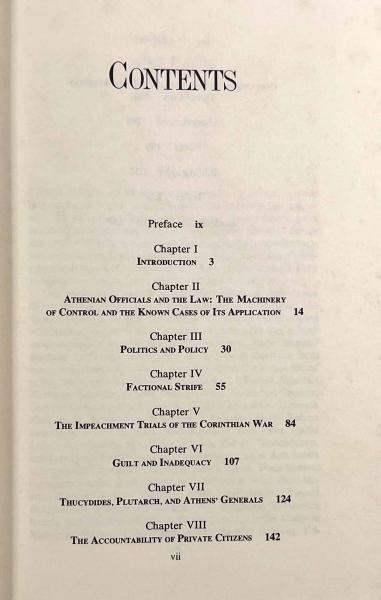 CONTENTS
Preface ix
Chapter I
INTRODUCTION 3
Chapter II
ATHENIAN OFFICIALS AND THE LAW: THE MACHINERY
OF CONTROL AND THE KNOWN CASES OF ITS APPLICATION 14
Chapter III
POLITICS AND POLICY 30
Chapter IV
FACTIONAL STRIFE 55
Chapter V
THE IMPEACHMENT TRIALS OF THE CORINTHIAN WAR 84
Chapter VI
GUILT AND INADEQUACY 107
Chapter VII
THUCYDIDES, PLUTARCH, AND ATHENS' GENERALS 124
Chapter VIII
THE ACCOUNTABILITY OF PRIVATE CITIZENS 142
vii